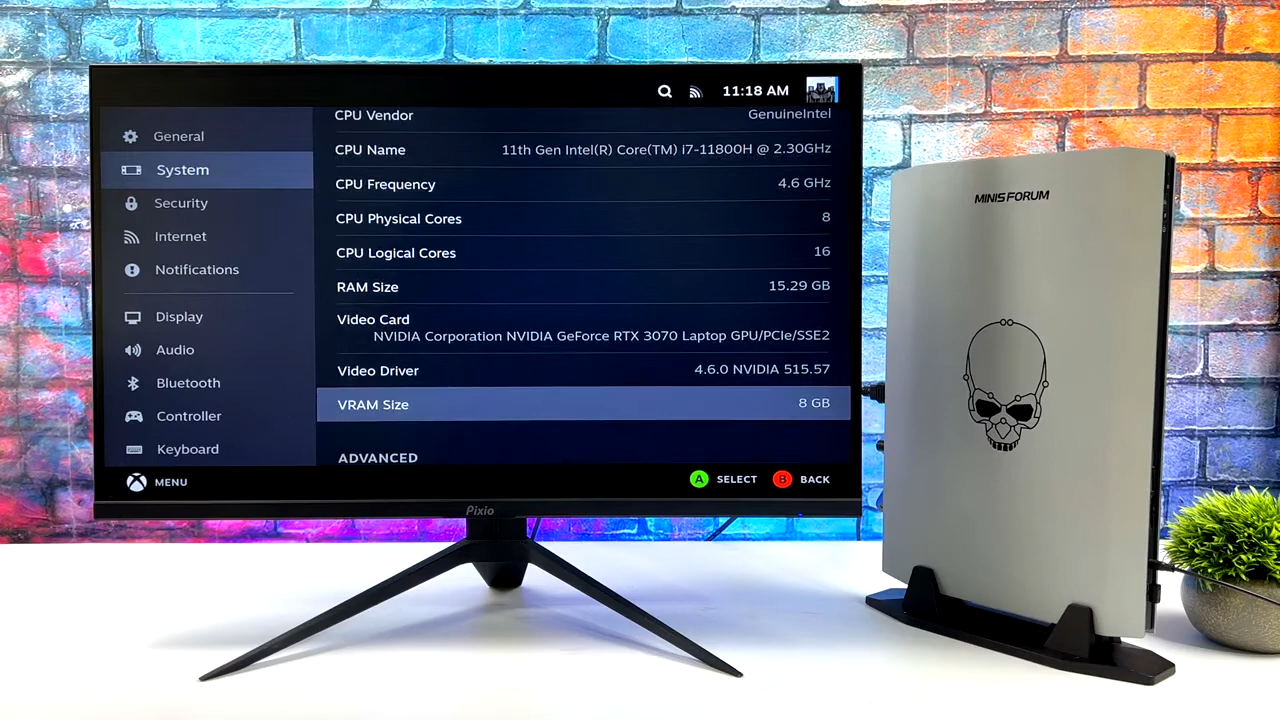 11:18 AM
General
System
Security
Internet
Notifications
Display
Audio
Bluetooth
Controller
Keyboard
CPU Vendor GenuineIntel
CPU Name 11th Gen Intel(R) Core(TM) i7-11800H @ 2.30GHz
CPU Frequency 4.6 GHz
CPU Physical Cores 8
CPU Logical Cores 16
RAM Size 15.29 GB
Video Card
NVIDIA Corporation NVIDIA GeForce RTX 3070 Laptop GPU/PCIe/SSE2
Video Driver 4.6.0 NVIDIA 515.57
VRAM Size 8 GB
ADVANCED
MENU A SELECT B BACK
Pixio
MINISFORUM